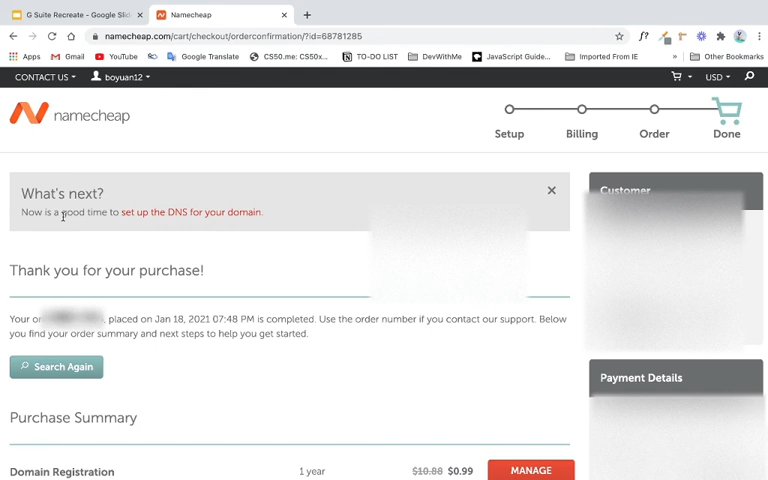 G Suite Recreate - Google Slid
Namecheap
namecheap.com/cart/checkout/orderconfirmation/?id=68781285
Apps
Gmail
YouTube
Google Translate
CS50.me: CS50x...
TO-DO LIST
DevWithMe
JavaScript Guide...
Imported From IE
»
Other Bookmarks
CONTACT US
boyuan12
USD
namecheap
Setup
Billing
Order
Done
What's next?
Now is a good time to set up the DNS for your domain.
Customer
Thank you for your purchase!
Your or, placed on Jan 18, 2021 07:48 PM is completed. Use the order number if you contact our support. Below
you find your order summary and next steps to help you get started.
Search Again
Payment Details
Purchase Summary
Domain Registration
1 year
$10.88 $0.99
MANAGE